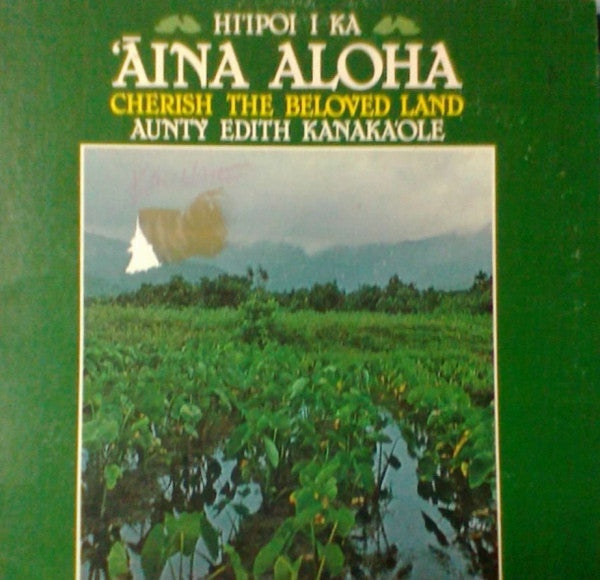 HI'IPOI I KA
'ĀINA ALOHA
CHERISH THE BELOVED LAND
AUNTY EDITH KANAKA'OLE